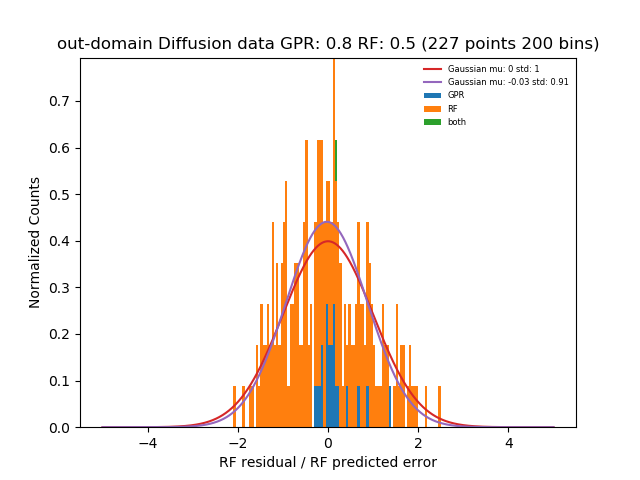 out-domain Diffusion data GPR: 0.8 RF: 0.5 (227 points 200 bins)
Gaussian mu: 0 std: 1
Gaussian mu: -0.03 std: 0.91
GPR
RF
both
Normalized Counts
0.7
0.6
0.5
0.4
0.3
0.2
0.1
0.0
−4
−2
0
2
4
RF residual / RF predicted error